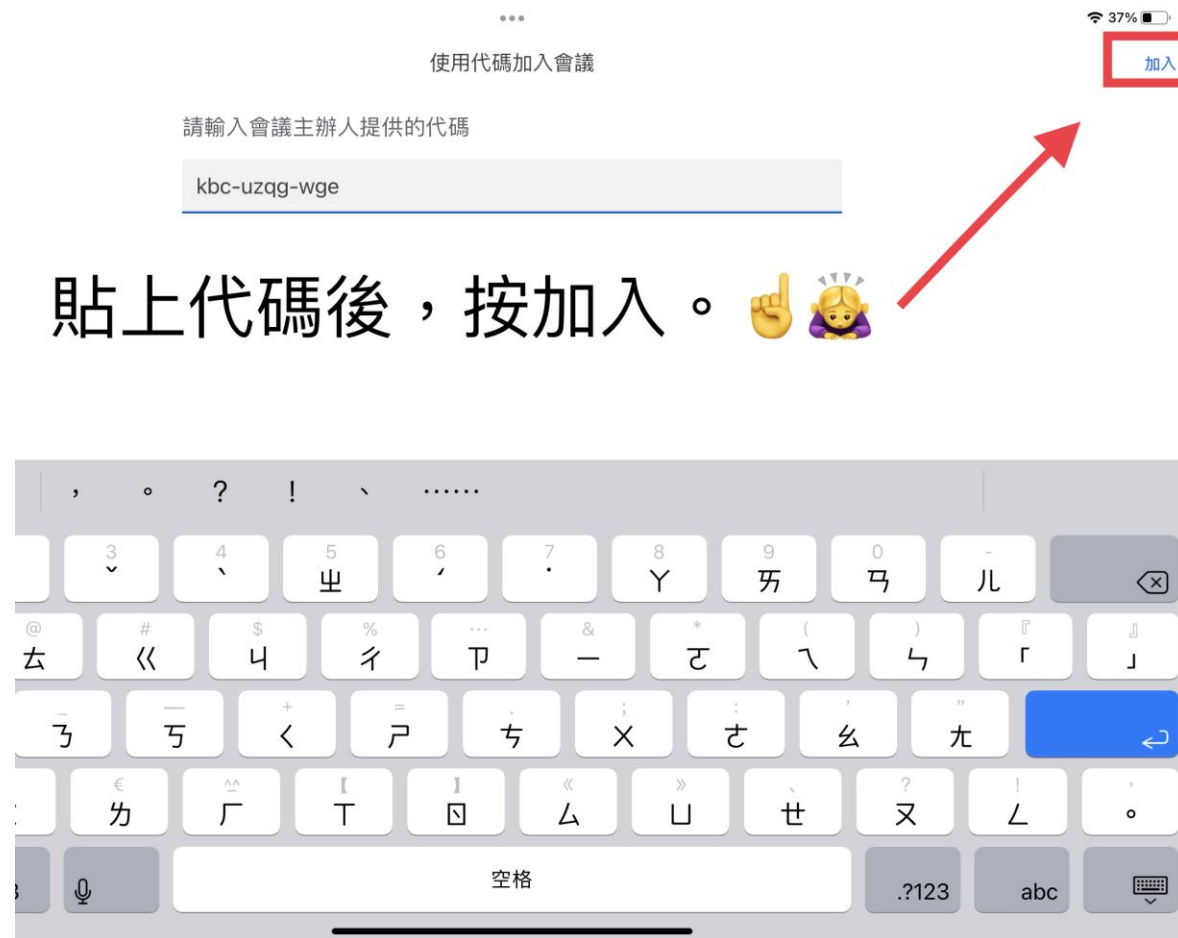 37%
使用代碼加入會議
加入
請輸入會議主辦人提供的代碼
kbc-uzqg-wge
貼上代碼後，按加入。☝️🙇‍♀️
， 。 ? ! 、 ……
3 4 5 6 7 8 9 0 -
ˇ ˋ ㄓ ˊ ˙ ㄚ ㄞ ㄢ ㄦ
@ # $ % … & * ( ) 『 』
ㄊ ㄍ ㄐ ㄔ ㄗ ㄧ ㄛ ㄟ ㄣ 「 」
_ — + = . ; : ’ ”
ㄋ ㄎ ㄑ ㄕ ㄘ ㄨ ㄜ ㄠ ㄤ
€ ^^ 【 】 《 》 、 ? ! ，
ㄌ ㄏ ㄒ ㄖ ㄙ ㄩ ㄝ ㄡ ㄥ 。
空格 .?123 abc